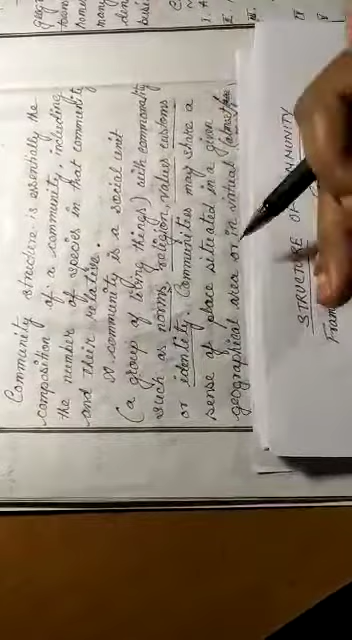 Community structure is essentially the
composition of a community, including
the number of species in that community
and their relative.
A community is a social unit
(a group of living things) with commonality
such as norms, religion, values customs
or identity. Communities may share a
sense of place situated in a given
geographical area or in virtual
STRUCTURE OF